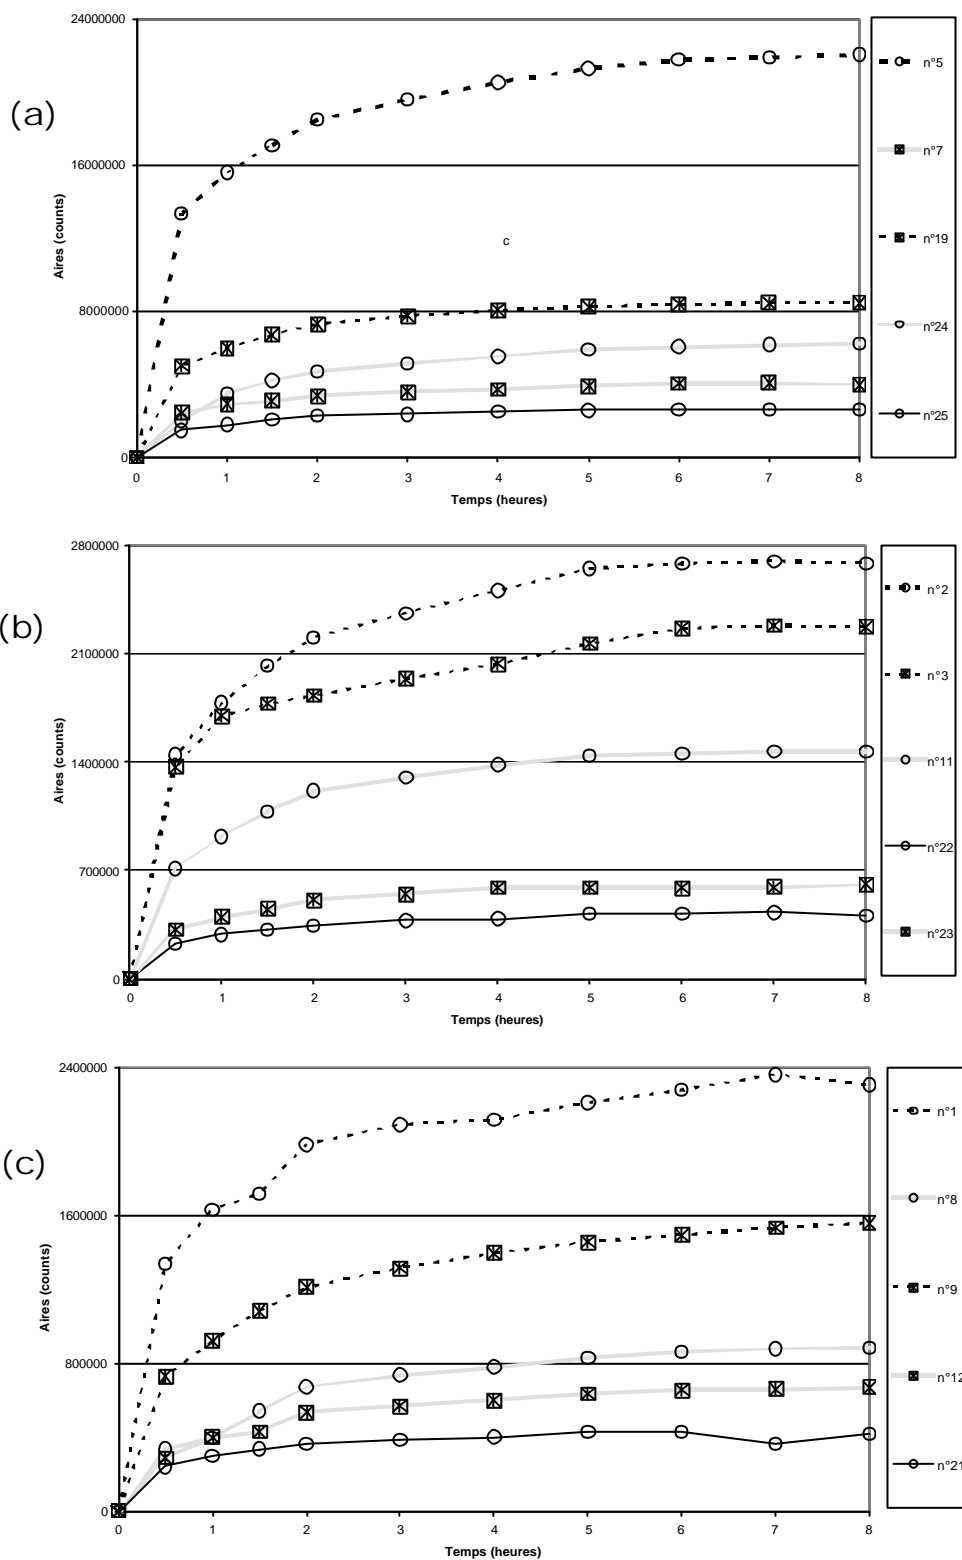 (a)
24000000
16000000
8000000
0
Aires (counts)
c
0 1 2 3 4 5 6 7 8
Temps (heures)
n°5
n°7
n°19
n°24
n°25
(b)
2800000
2100000
1400000
700000
0
Aires (counts)
0 1 2 3 4 5 6 7 8
Temps (heures)
n°2
n°3
n°11
n°22
n°23
(c)
2400000
1600000
800000
0
Aires (counts)
0 1 2 3 4 5 6 7 8
Temps (heures)
n°1
n°8
n°9
n°12
n°21